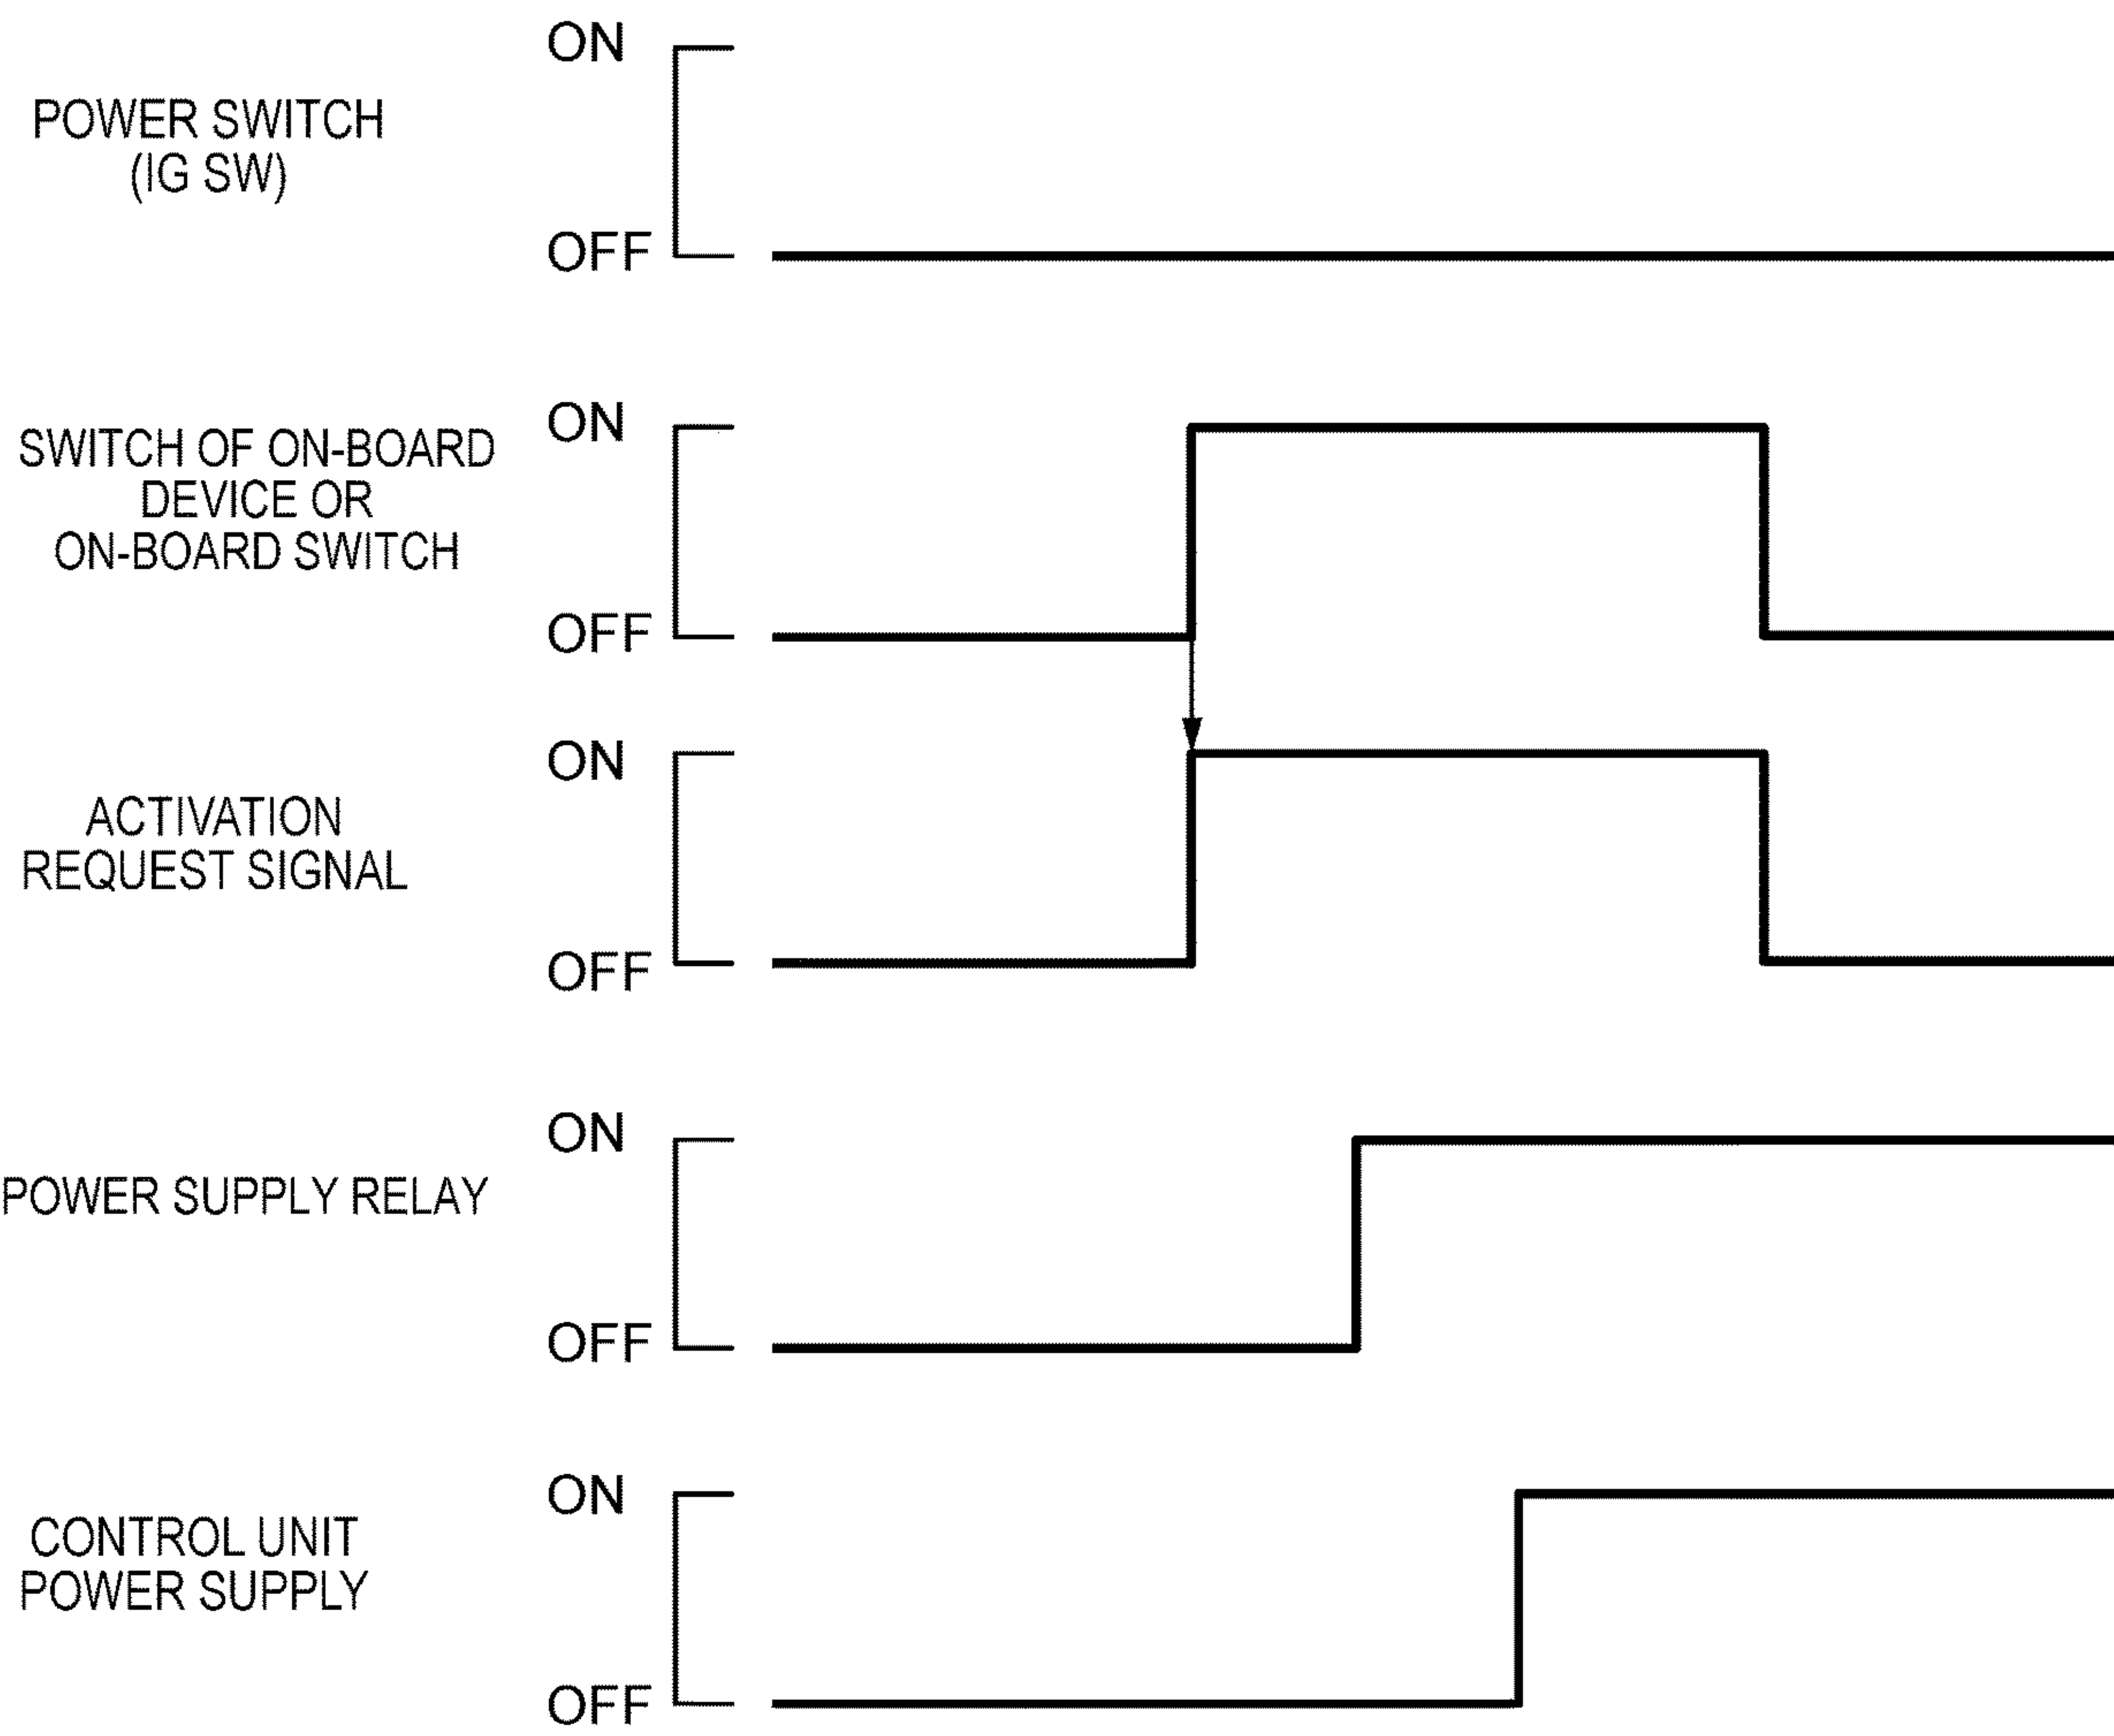 ON
POWER SWITCH
(IG SW)
OFF
ON
SWITCH OF ON-BOARD
DEVICE OR
ON-BOARD SWITCH
OFF
ON
ACTIVATION
REQUEST SIGNAL
OFF
ON
POWER SUPPLY RELAY
OFF
ON
CONTROL UNIT
POWER SUPPLY
OFF